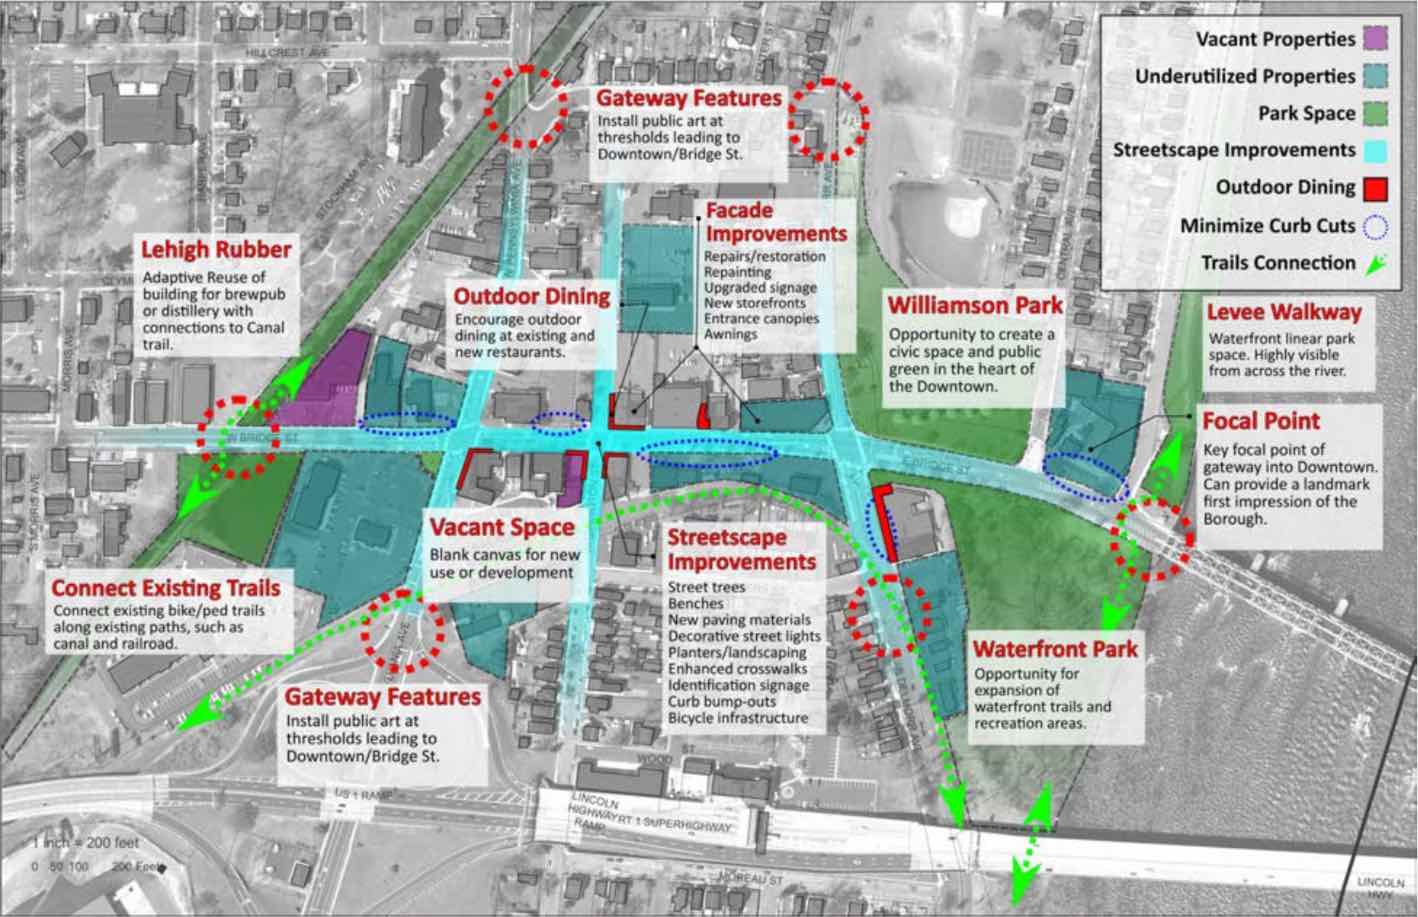 HILLCREST AVE
Vacant Properties
Underutilized Properties
Park Space
Streetscape Improvements
Outdoor Dining
Minimize Curb Cuts
Trails Connection
Gateway Features
Install public art at
thresholds leading to
Downtown/Bridge St.
Facade
Improvements
Repairs/restoration
Repainting
Upgraded signage
New storefronts
Entrance canopies
Awnings
Lehigh Rubber
Adaptive Reuse of
building for brewpub
or distillery with
connections to Canal
trail.
Outdoor Dining
Encourage outdoor
dining at existing and
new restaurants.
Williamson Park
Opportunity to create a
civic space and public
green in the heart of
the Downtown.
Levee Walkway
Waterfront linear park
space. Highly visible
from across the river.
MORRIS AVE
W BRIDGE ST
E BRIDGE ST
Focal Point
Key focal point of
gateway into Downtown.
Can provide a landmark
first impression of the
Borough.
S MORRIS AVE
Vacant Space
Blank canvas for new
use or development
Streetscape
Improvements
Street trees
Benches
New paving materials
Decorative street lights
Planters/landscaping
Enhanced crosswalks
Identification signage
Curb bump-outs
Bicycle infrastructure
Connect Existing Trails
Connect existing bike/ped trails
along existing paths, such as
canal and railroad.
Waterfront Park
Opportunity for
expansion of
waterfront trails and
recreation areas.
Gateway Features
Install public art at
thresholds leading to
Downtown/Bridge St.
WOOD ST
US 1 RAMP
LINCOLN
HIGHWAYRT 1 SUPERHIGHWAY
RAMP
1 inch = 200 feet
0 50 100 200 Feet
MOREAU ST
LINCOLN
HWY